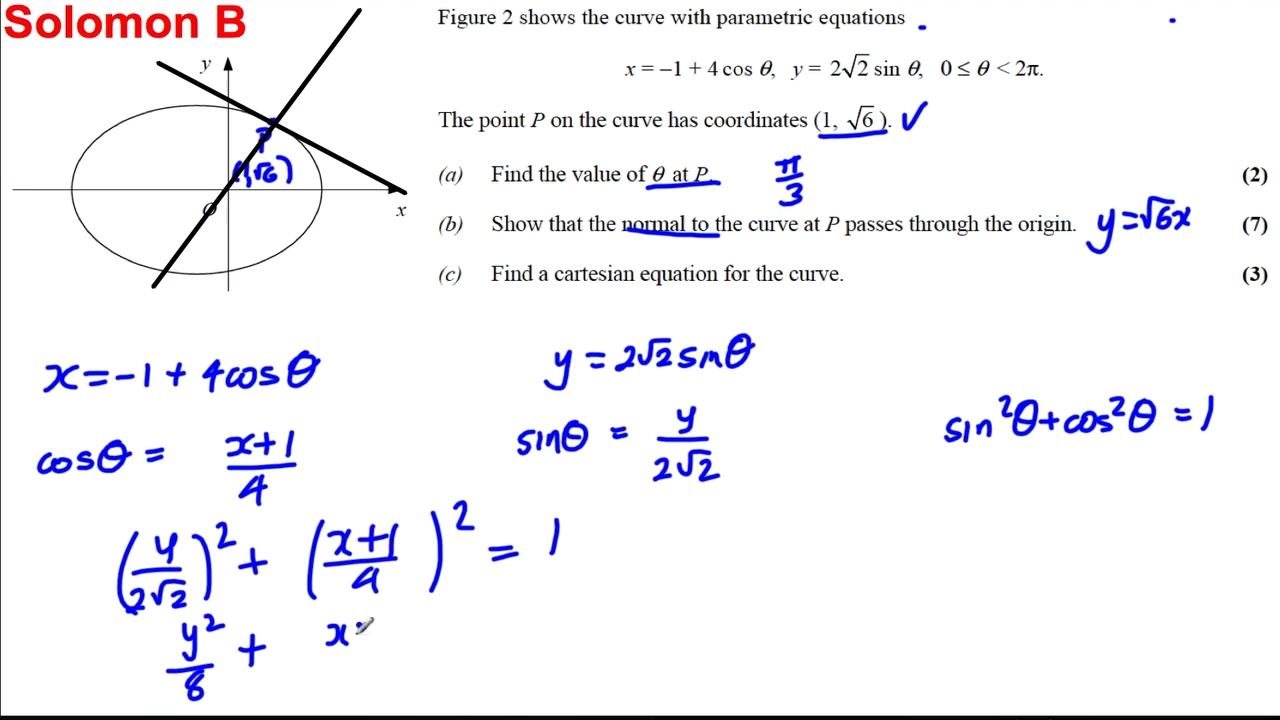 Solomon B
Figure 2 shows the curve with parametric equations
x = −1 + 4 cos θ, y = 2√2 sin θ, 0 ≤ θ < 2π.
The point P on the curve has coordinates (1, √6). ✓
(a) Find the value of θ at P. π/3 (2)
(b) Show that the normal to the curve at P passes through the origin. y = √6x (7)
(c) Find a cartesian equation for the curve. (3)
y
P
(1,√6)
O
x
x = −1 + 4cosθ
y = 2√2 sinθ
sin²θ + cos²θ = 1
cosθ = (x+1)/4
sinθ = y/(2√2)
(y/(2√2))² + ((x+1)/4)² = 1
y²/8 + x